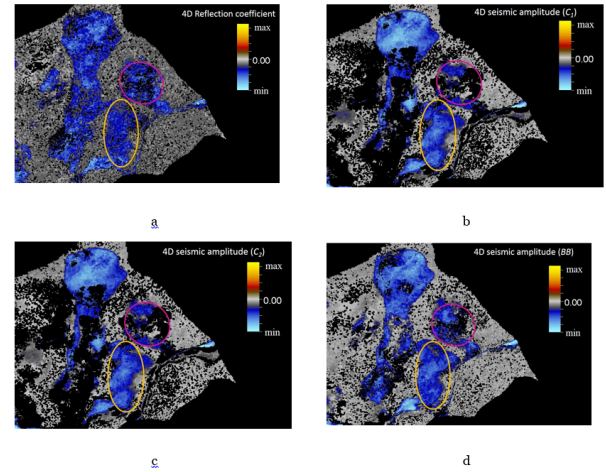 4D Reflection coefficient
max
0.00
min
a
4D seismic amplitude (C₁)
max
0.00
min
b
4D seismic amplitude (C₂)
max
0.00
min
c
4D seismic amplitude (BB)
max
0.00
min
d